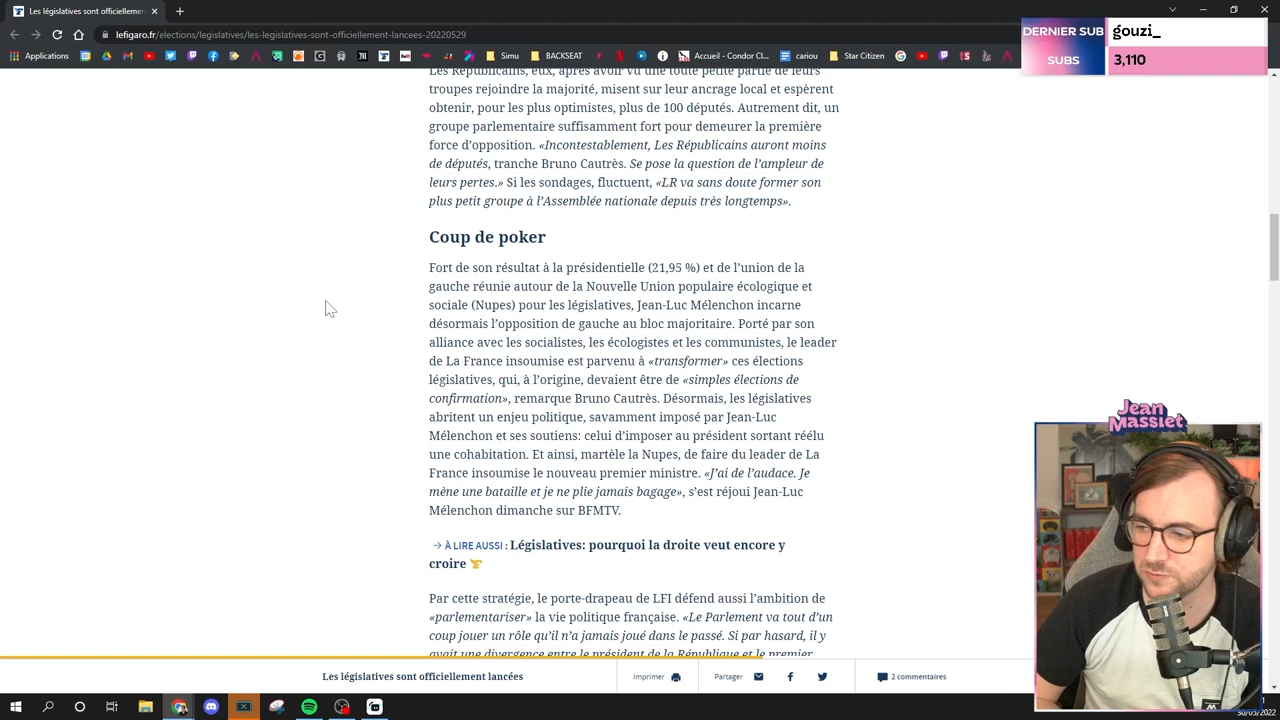 Les législatives sont officiellemen
lefigaro.fr/elections/legislatives/les-legislatives-sont-officiellement-lancees-20220529
Applications
Simu
BACKSEAT
Accueil - Condor Cl...
cariou
Star Citizen
DERNIER SUB
gouzi_
SUBS
3,110
Les Républicains, eux, après avoir vu une toute petite partie de leurs
troupes rejoindre la majorité, misent sur leur ancrage local et espèrent
obtenir, pour les plus optimistes, plus de 100 députés. Autrement dit, un
groupe parlementaire suffisamment fort pour demeurer la première
force d’opposition. «Incontestablement, Les Républicains auront moins
de députés, tranche Bruno Cautrès. Se pose la question de l’ampleur de
leurs pertes.» Si les sondages, fluctuent, «LR va sans doute former son
plus petit groupe à l’Assemblée nationale depuis très longtemps».
Coup de poker
Fort de son résultat à la présidentielle (21,95 %) et de l’union de la
gauche réunie autour de la Nouvelle Union populaire écologique et
sociale (Nupes) pour les législatives, Jean-Luc Mélenchon incarne
désormais l’opposition de gauche au bloc majoritaire. Porté par son
alliance avec les socialistes, les écologistes et les communistes, le leader
de La France insoumise est parvenu à «transformer» ces élections
législatives, qui, à l’origine, devaient être de «simples élections de
confirmation», remarque Bruno Cautrès. Désormais, les législatives
abritent un enjeu politique, savamment imposé par Jean-Luc
Mélenchon et ses soutiens: celui d’imposer au président sortant réélu
une cohabitation. Et ainsi, martèle la Nupes, de faire du leader de La
France insoumise le nouveau premier ministre. «J’ai de l’audace. Je
mène une bataille et je ne plie jamais bagage», s’est réjoui Jean-Luc
Mélenchon dimanche sur BFMTV.
À LIRE AUSSI : Législatives: pourquoi la droite veut encore y
croire
Par cette stratégie, le porte-drapeau de LFI défend aussi l’ambition de
«parlementariser» la vie politique française. «Le Parlement va tout d’un
coup jouer un rôle qu’il n’a jamais joué dans le passé. Si par hasard, il y
avait une divergence entre le président de la République et le premier
Jean
Massiet
Les législatives sont officiellement lancées
Imprimer
Partager
2 commentaires
30/05/2022